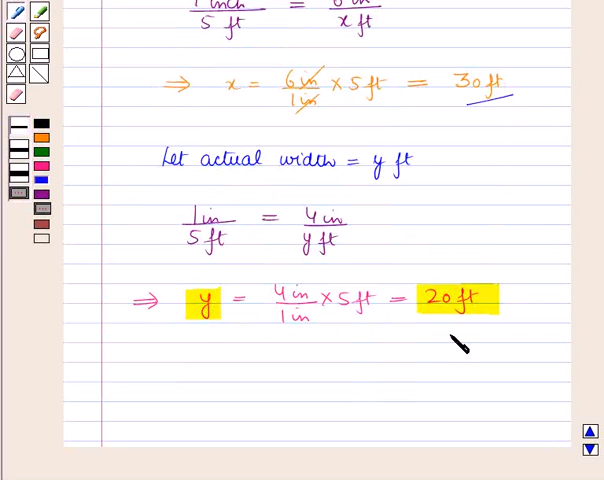 1 inch / 5 ft = 6 in / x ft
⇒ x = 6 in / 1 in × 5 ft = 30 ft
Let actual width = y ft
1 in / 5 ft = 4 in / y ft
⇒ y = 4 in / 1 in × 5 ft = 20 ft